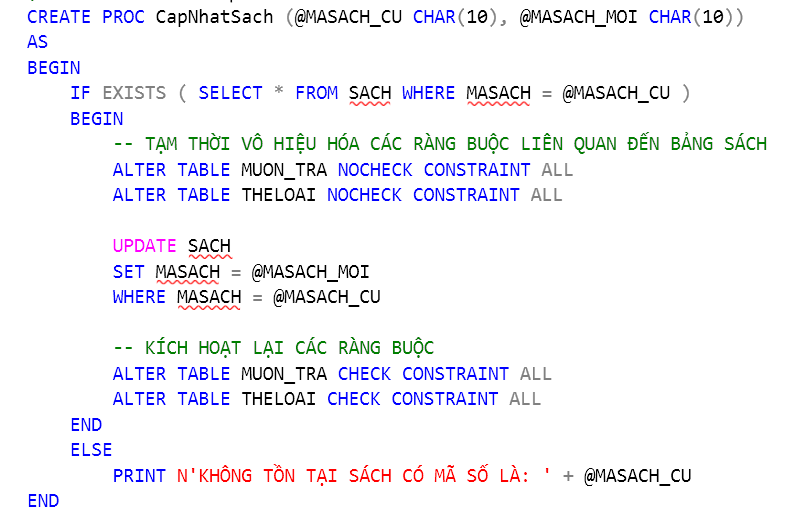 CREATE PROC CapNhatSach (@MASACH_CU CHAR(10), @MASACH_MOI CHAR(10))
AS
BEGIN
    IF EXISTS ( SELECT * FROM SACH WHERE MASACH = @MASACH_CU )
    BEGIN
        -- TẠM THỜI VÔ HIỆU HÓA CÁC RÀNG BUỘC LIÊN QUAN ĐẾN BẢNG SÁCH
        ALTER TABLE MUON_TRA NOCHECK CONSTRAINT ALL
        ALTER TABLE THELOAI NOCHECK CONSTRAINT ALL

        UPDATE SACH
        SET MASACH = @MASACH_MOI
        WHERE MASACH = @MASACH_CU

        -- KÍCH HOẠT LẠI CÁC RÀNG BUỘC
        ALTER TABLE MUON_TRA CHECK CONSTRAINT ALL
        ALTER TABLE THELOAI CHECK CONSTRAINT ALL
    END
    ELSE
        PRINT N'KHÔNG TỒN TẠI SÁCH CÓ MÃ SỐ LÀ: ' + @MASACH_CU
END